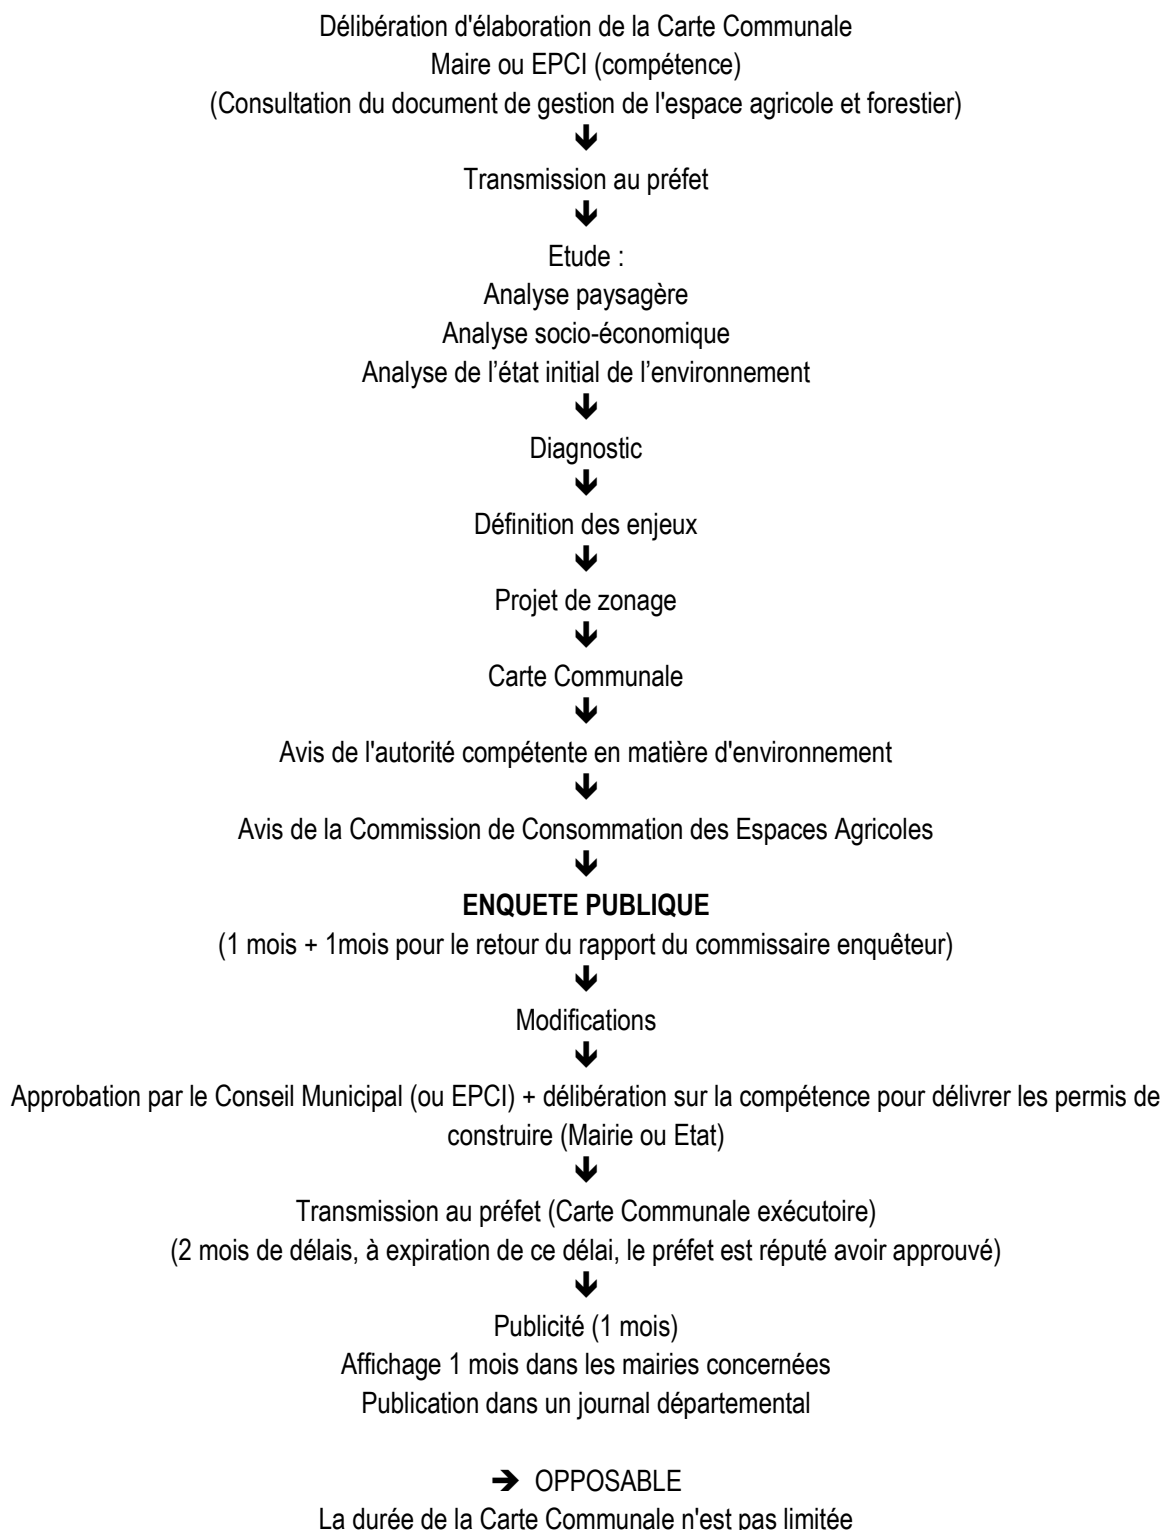 Délibération d'élaboration de la Carte Communale
Maire ou EPCI (compétence)
(Consultation du document de gestion de l'espace agricole et forestier)
Transmission au préfet
Etude :
Analyse paysagère
Analyse socio-économique
Analyse de l’état initial de l’environnement
Diagnostic
Définition des enjeux
Projet de zonage
Carte Communale
Avis de l'autorité compétente en matière d'environnement
Avis de la Commission de Consommation des Espaces Agricoles
ENQUETE PUBLIQUE
(1 mois + 1mois pour le retour du rapport du commissaire enquêteur)
Modifications
Approbation par le Conseil Municipal (ou EPCI) + délibération sur la compétence pour délivrer les permis de
construire (Mairie ou Etat)
Transmission au préfet (Carte Communale exécutoire)
(2 mois de délais, à expiration de ce délai, le préfet est réputé avoir approuvé)
Publicité (1 mois)
Affichage 1 mois dans les mairies concernées
Publication dans un journal départemental
➔ OPPOSABLE
La durée de la Carte Communale n'est pas limitée